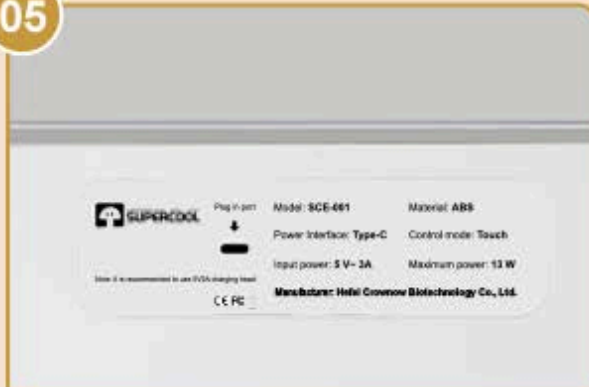 05
SUPERCOOL
Plug in port
Model: SCE-001
Material: ABS
Power Interface: Type-C
Control mode: Touch
Input power: 5 V⎓ 3A
Maximum power: 13 W
Note: It is recommended to use 5V3A charging head
CE FC
Manufacturer: Hefei Crownow Biotechnology Co., Ltd.